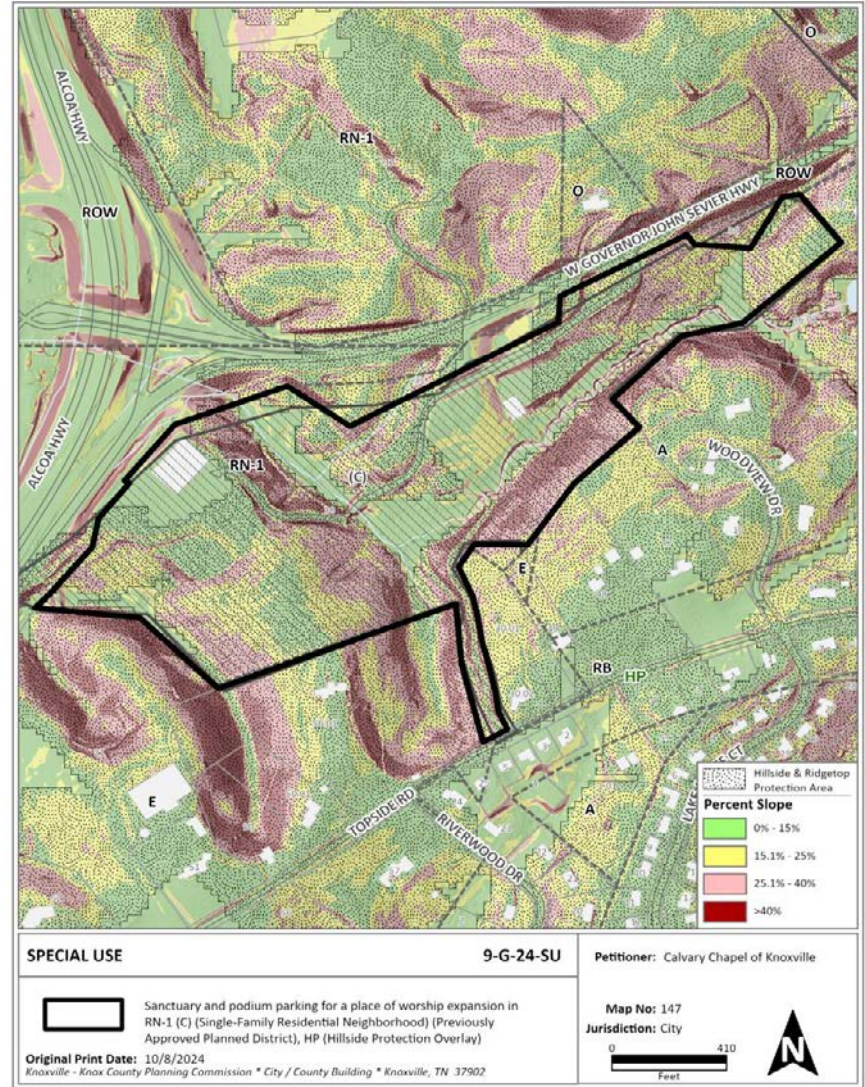 ALCOA HWY
ROW
RN-1
O
O
ROW
W GOVERNOR JOHN SEVIER HWY
ALCOA HWY
RN-1
(C)
A
WOODVIEW DR
E
RB
HP
E
TOPSIDE RD
RIVERWOOD DR
A
Hillside & Ridgetop
Protection Area
Percent Slope
0% - 15%
15.1% - 25%
25.1% - 40%
>40%
SPECIAL USE
9-G-24-SU
Sanctuary and podium parking for a place of worship expansion in
RN-1 (C) (Single-Family Residential Neighborhood) (Previously
Approved Planned District), HP (Hillside Protection Overlay)
Original Print Date: 10/8/2024
Knoxville - Knox County Planning Commission * City / County Building * Knoxville, TN 37902
Petitioner: Calvary Chapel of Knoxville
Map No: 147
Jurisdiction: City
0 410
Feet
N